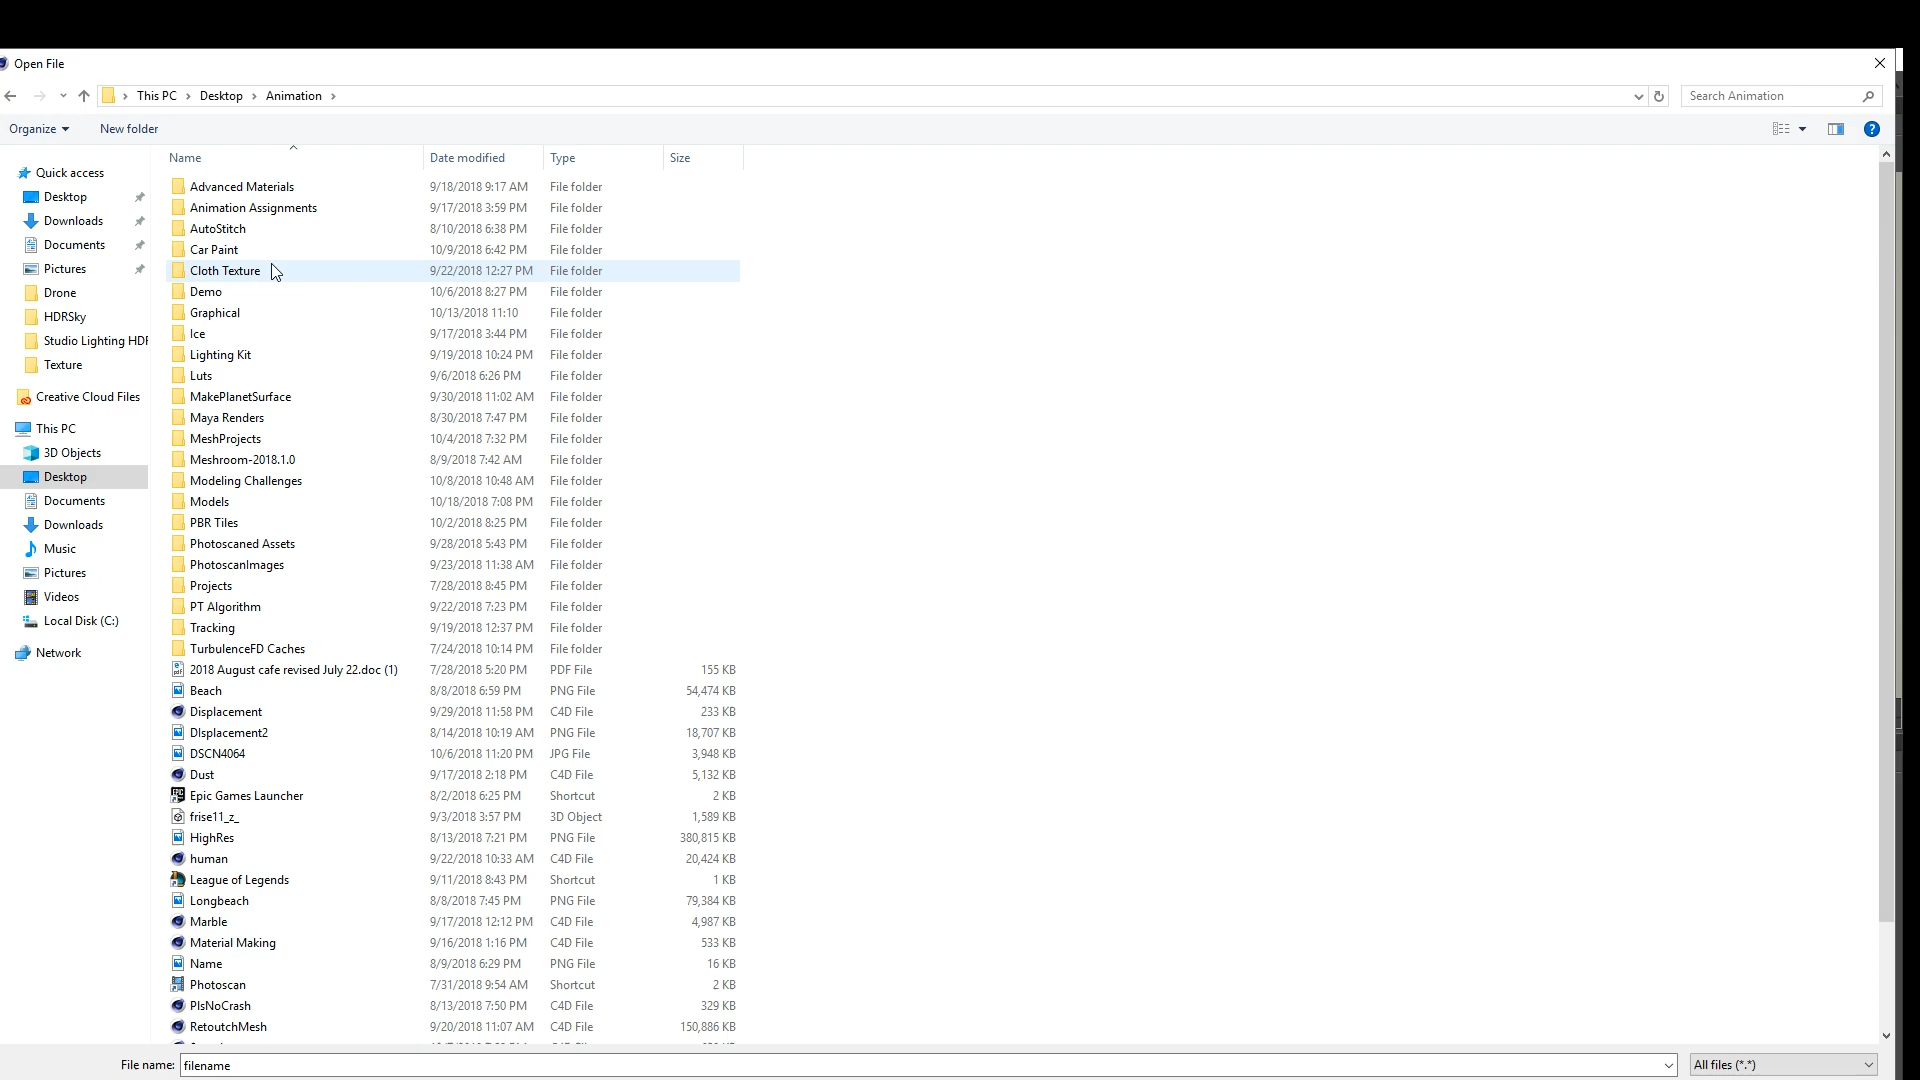 Open File
This PC > Desktop > Animation >
Search Animation
Organize
New folder
Name Date modified Type Size
Quick access
Desktop
Downloads
Documents
Pictures
Drone
HDRSky
Studio Lighting HDR
Texture
Creative Cloud Files
This PC
3D Objects
Desktop
Documents
Downloads
Music
Pictures
Videos
Local Disk (C:)
Network
Advanced Materials 9/18/2018 9:17 AM File folder
Animation Assignments 9/17/2018 3:59 PM File folder
AutoStitch 8/10/2018 6:38 PM File folder
Car Paint 10/9/2018 6:42 PM File folder
Cloth Texture 9/22/2018 12:27 PM File folder
Demo 10/6/2018 8:27 PM File folder
Graphical 10/13/2018 11:10 File folder
Ice 9/17/2018 3:44 PM File folder
Lighting Kit 9/19/2018 10:24 PM File folder
Luts 9/6/2018 6:26 PM File folder
MakePlanetSurface 9/30/2018 11:02 AM File folder
Maya Renders 8/30/2018 7:47 PM File folder
MeshProjects 10/4/2018 7:32 PM File folder
Meshroom-2018.1.0 8/9/2018 7:42 AM File folder
Modeling Challenges 10/8/2018 10:48 AM File folder
Models 10/18/2018 7:08 PM File folder
PBR Tiles 10/2/2018 8:25 PM File folder
Photoscaned Assets 9/28/2018 5:43 PM File folder
PhotoscanImages 9/23/2018 11:38 AM File folder
Projects 7/28/2018 8:45 PM File folder
PT Algorithm 9/22/2018 7:23 PM File folder
Tracking 9/19/2018 12:37 PM File folder
TurbulenceFD Caches 7/24/2018 10:14 PM File folder
2018 August cafe revised July 22.doc (1) 7/28/2018 5:20 PM PDF File 155 KB
Beach 8/8/2018 6:59 PM PNG File 54,474 KB
Displacement 9/29/2018 11:58 PM C4D File 233 KB
DIsplacement2 8/14/2018 10:19 AM PNG File 18,707 KB
DSCN4064 10/6/2018 11:20 PM JPG File 3,948 KB
Dust 9/17/2018 2:18 PM C4D File 5,132 KB
Epic Games Launcher 8/2/2018 6:25 PM Shortcut 2 KB
frise11_z_ 9/3/2018 3:57 PM 3D Object 1,589 KB
HighRes 8/13/2018 7:21 PM PNG File 380,815 KB
human 9/22/2018 10:33 AM C4D File 20,424 KB
League of Legends 9/11/2018 8:43 PM Shortcut 1 KB
Longbeach 8/8/2018 7:45 PM PNG File 79,384 KB
Marble 9/17/2018 12:12 PM C4D File 4,987 KB
Material Making 9/16/2018 1:16 PM C4D File 533 KB
Name 8/9/2018 6:29 PM PNG File 16 KB
Photoscan 7/31/2018 9:54 AM Shortcut 2 KB
PlsNoCrash 8/13/2018 7:50 PM C4D File 329 KB
RetoutchMesh 9/20/2018 11:07 AM C4D File 150,886 KB
File name: filename All files (*.*)